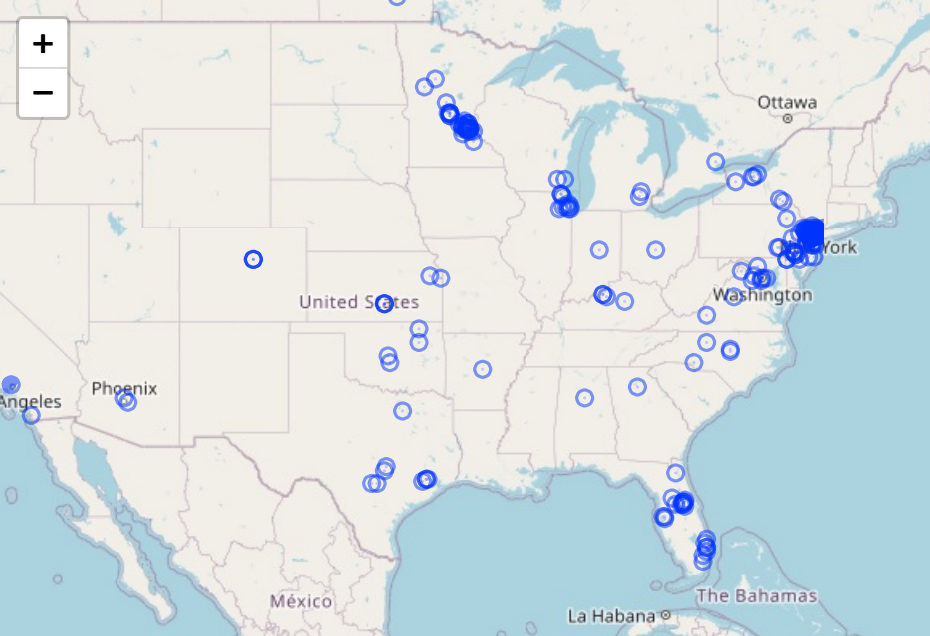 +
−
Ottawa
York
United States
Washington
Phoenix
Angeles
México
The Bahamas
La Habana